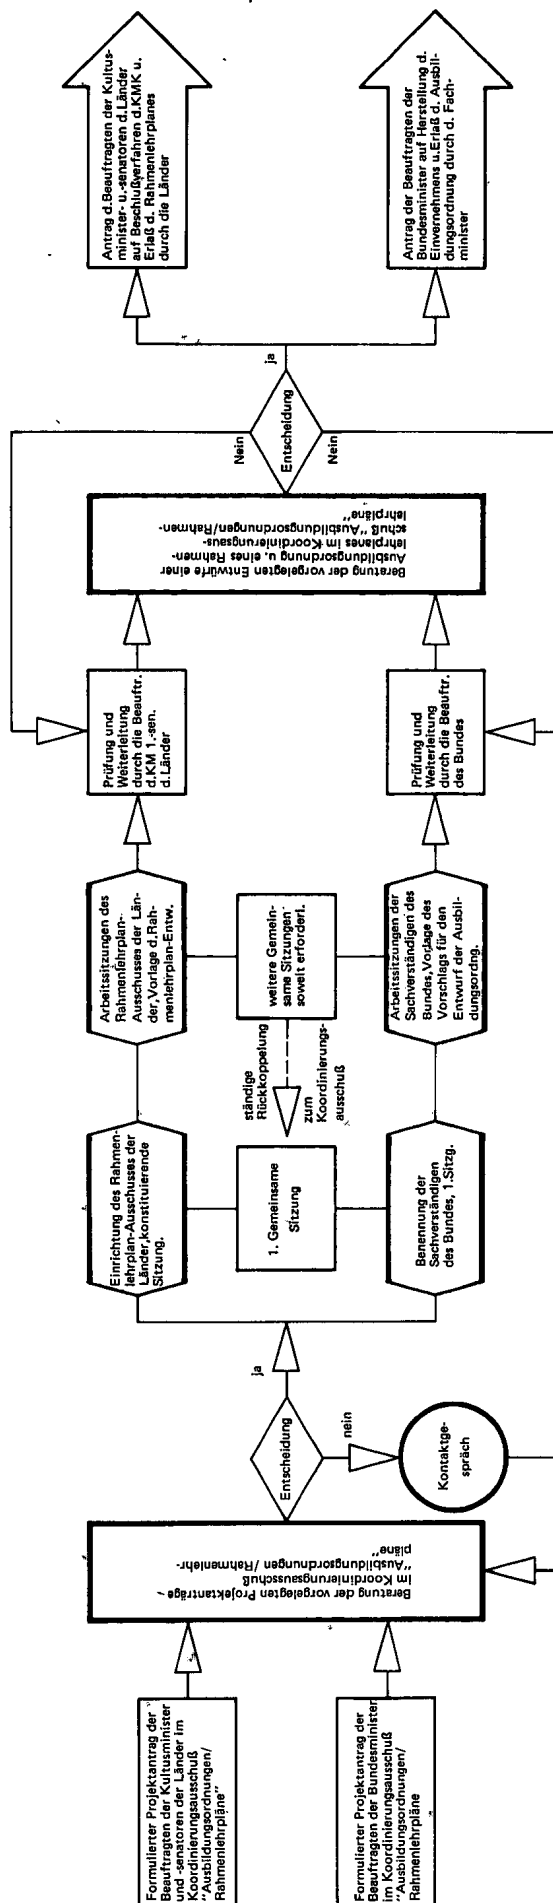 Formulierter Projektantrag der
Beauftragten der Kultusminister
und -senatoren der Länder im
Koordinierungsausschuß
"Ausbildungsordnungen/
Rahmenlehrpläne"
Formulierter Projektantrag der
Beauftragten der Bundesminister
im Koordinierungsausschuß
"Ausbildungsordnungen/
Rahmenlehrpläne
Beratung der vorgelegten Projektanträge
im Koordinierungsausschuß
"Ausbildungsordnungen / Rahmenlehr-
pläne"
Entscheidung
ja
nein
Kontaktge-
spräch
Einrichtung des Rahmen-
lehrplan-Ausschusses der
Länder,konstituierende
Sitzung.
1. Gemeinsame
Sitzung
Benennung der
Sachverständigen
des Bundes, 1.Sitzg.
ständige
Rückkoppelung
zum
Koordinierungs-
ausschuß
Arbeitssitzungen des
Rahmenlehrplan-
Ausschusses der Län-
der,Vorlage d.Rah-
menlehrplan-Entw.
weitere Gemein-
same Sitzungen
soweit erforderl.
Arbeitssitzungen der
Sachverständigen des
Bundes,Vorlage des
Vorschlags für den
Entwurf der Ausbil-
dungsordng.
Prüfung und
Weiterleitung
durch die Beauftr.
d.KM 1.-sen.
d.Länder
Prüfung und
Weiterleitung
durch die Beauftr.
des Bundes
Beratung der vorgelegten Entwürfe einer
Ausbildungsordnung u. eines Rahmen-
lehrplanes im Koordinierungsaus-
schuß "Ausbildungsordnungen/Rahmen-
lehrpläne"
Nein
Entscheidung
Nein
ja
Antrag d.Beauftragten der Kultus-
minister- u.-senatoren d.Länder
auf Beschlußverfahren d.KMK u.
Erlaß d. Rahmenlehrplanes
durch die Länder
Antrag der Beauftragten der
Bundesminister auf Herstellung d.
Einvernehmens u.Erlaß d. Ausbil-
dungsordnung durch d. Fach-
minister